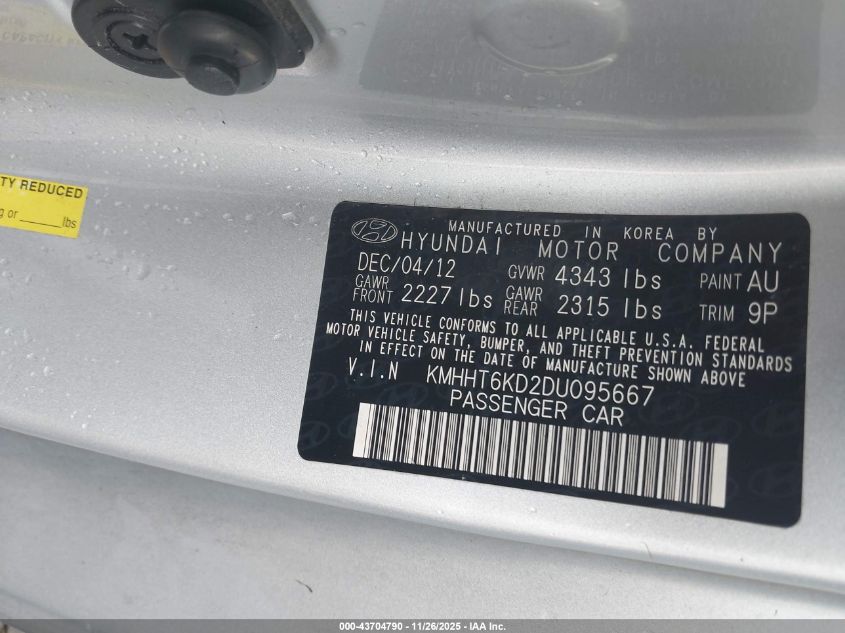 TY REDUCED
g or ______ lbs
MANUFACTURED IN KOREA BY
HYUNDAI MOTOR COMPANY
DEC/04/12 GVWR 4343 lbs PAINT AU
GAWR FRONT 2227 lbs GAWR REAR 2315 lbs TRIM 9P
THIS VEHICLE CONFORMS TO ALL APPLICABLE U.S.A. FEDERAL
MOTOR VEHICLE SAFETY, BUMPER, AND THEFT PREVENTION STANDARDS
IN EFFECT ON THE DATE OF MANUFACTURE SHOWN ABOVE
V.I.N KMHHT6KD2DU095667
PASSENGER CAR
000-43704790 - 11/26/2025 - IAA Inc.